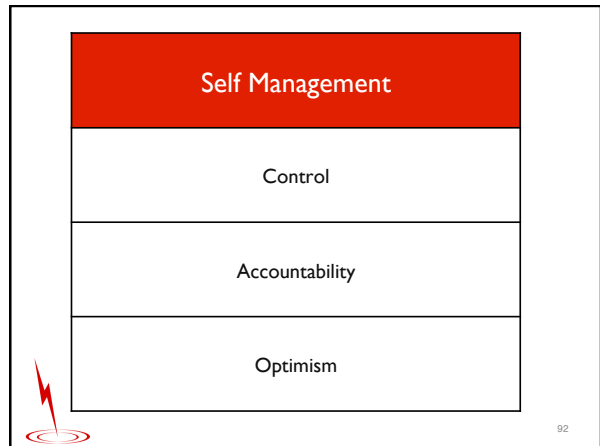 Self Management
Control
Accountability
Optimism
92